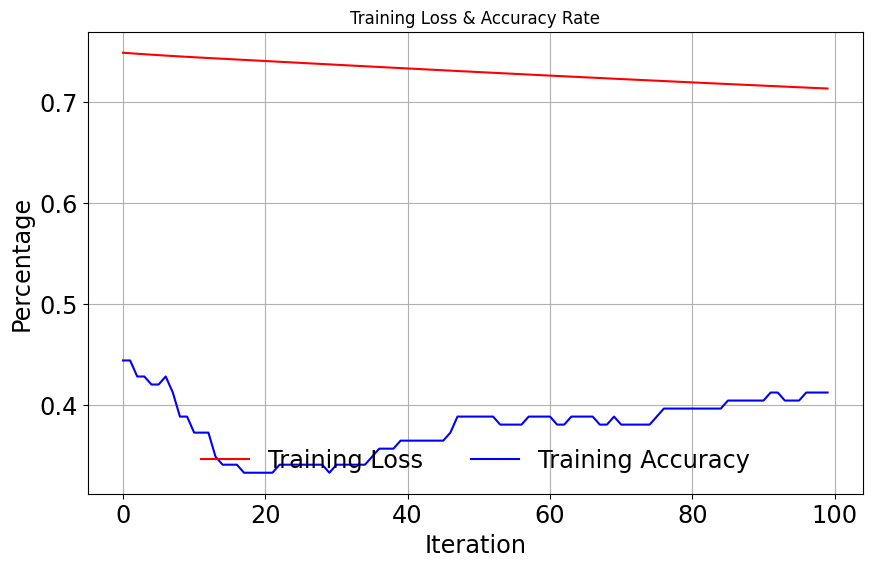 Training Loss & Accuracy Rate
Percentage
0.7
0.6
0.5
0.4
Training Loss
Training Accuracy
0
20
40
60
80
100
Iteration